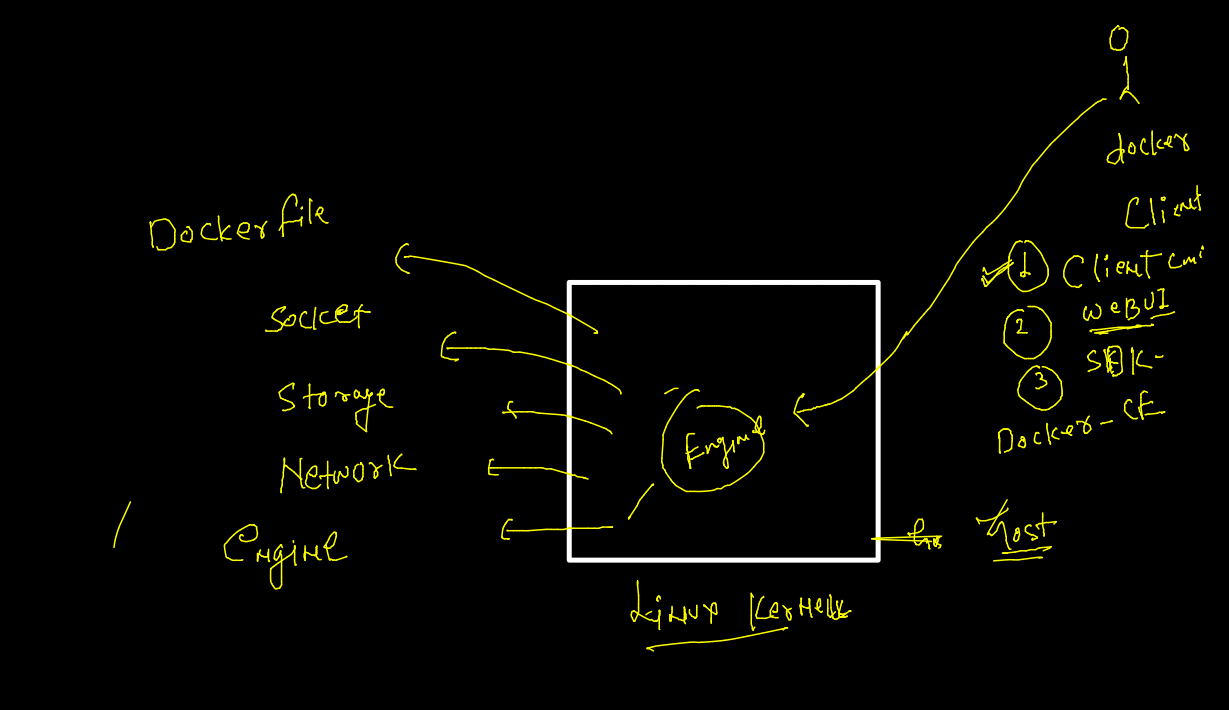 docker
Client
Dockerfile
1 Client cmi
Socket
2 WebUI
3 SDK-
Storage
Docker-CE
Engine
Network
Host
Engine
Linux Kernel